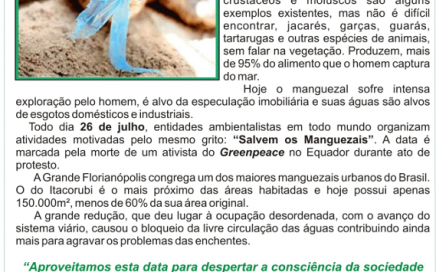 crustáceos e moluscos são alguns
exemplos existentes, mas não é difícil
encontrar, jacarés, garças, guarás,
tartarugas e outras espécies de animais,
sem falar na vegetação. Produzem, mais
de 95% do alimento que o homem captura
do mar.
Hoje o manguezal sofre intensa
exploração pelo homem, é alvo da especulação imobiliária e suas águas são alvos
de esgotos domésticos e industriais.
Todo dia 26 de julho, entidades ambientalistas em todo mundo organizam
atividades motivadas pelo mesmo grito: “Salvem os Manguezais”. A data é
marcada pela morte de um ativista do Greenpeace no Equador durante ato de
protesto.
A Grande Florianópolis congrega um dos maiores manguezais urbanos do Brasil.
O do Itacorubi é o mais próximo das áreas habitadas e hoje possui apenas
150.000m², menos de 60% da sua área original.
A grande redução, que deu lugar à ocupação desordenada, com o avanço do
sistema viário, causou o bloqueio da livre circulação das águas contribuindo ainda
mais para agravar os problemas das enchentes.
“Aproveitamos esta data para despertar a consciência da sociedade